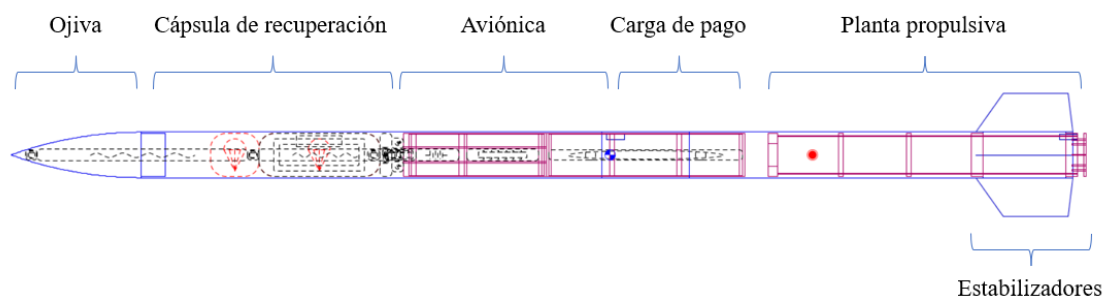 Ojiva
Cápsula de recuperación
Aviónica
Carga de pago
Planta propulsiva
Estabilizadores